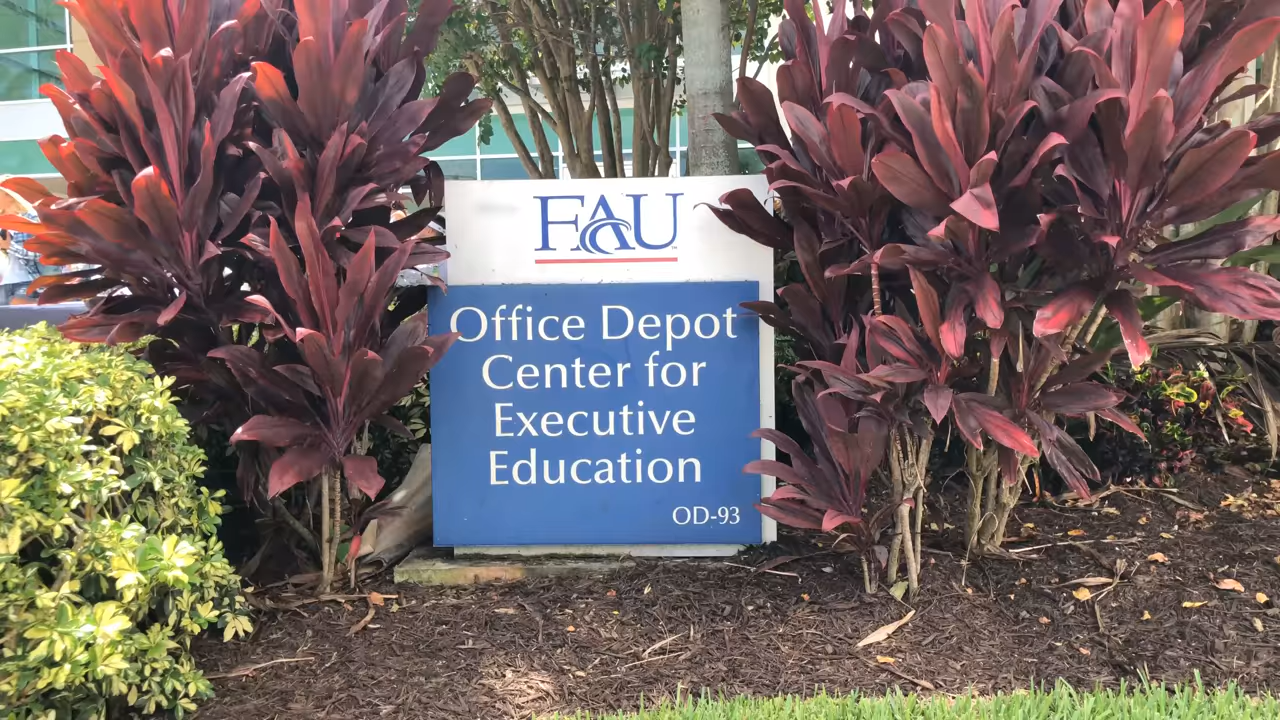 FAU
Office Depot
Center for
Executive
Education
OD-93